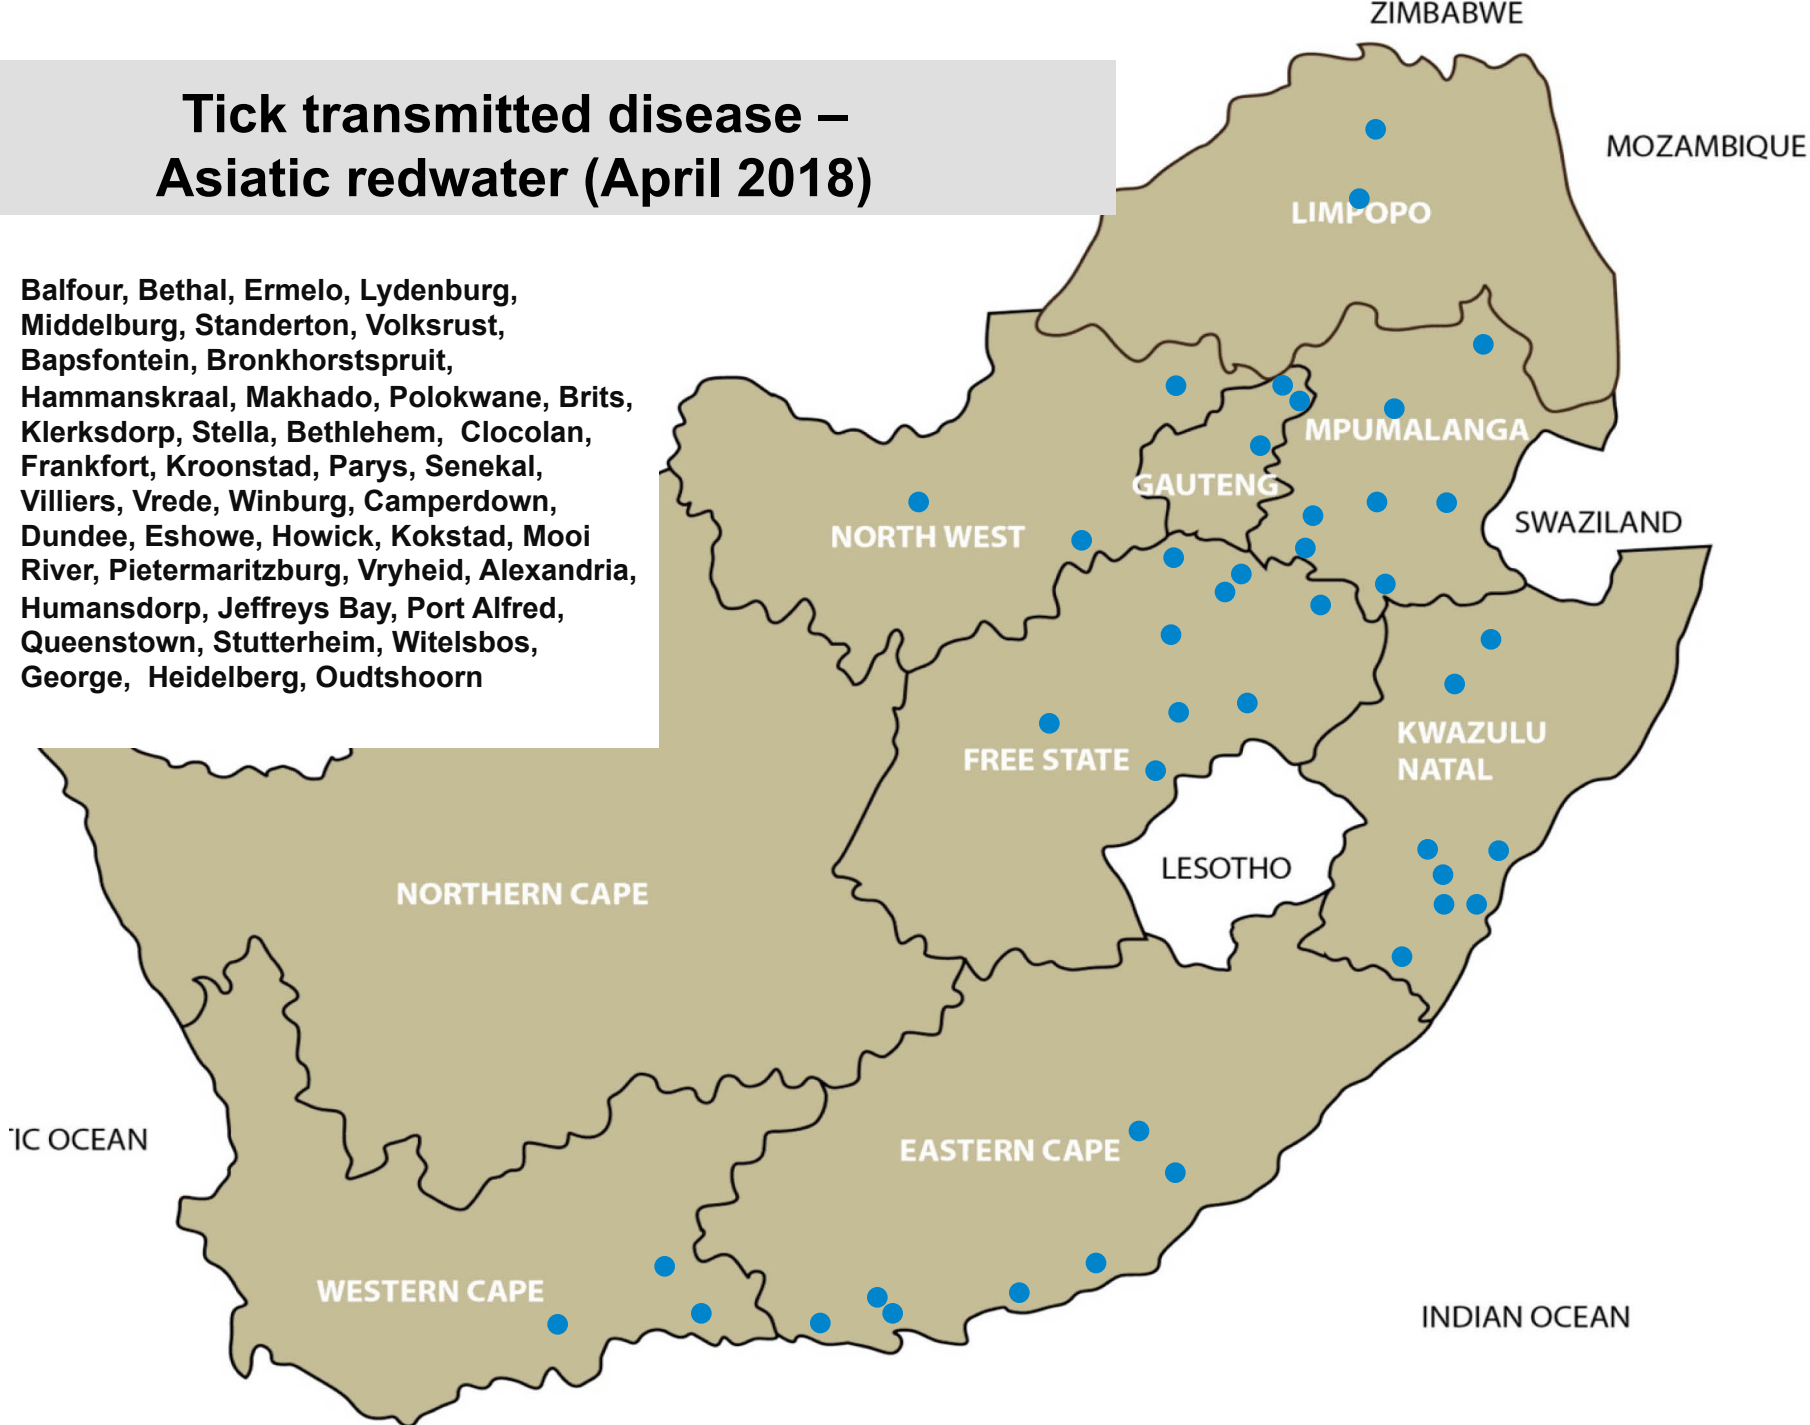 ZIMBABWE
Tick transmitted disease –
Asiatic redwater (April 2018)
MOZAMBIQUE
LIMPOPO
Balfour, Bethal, Ermelo, Lydenburg,
Middelburg, Standerton, Volksrust,
Bapsfontein, Bronkhorstspruit,
Hammanskraal, Makhado, Polokwane, Brits,
Klerksdorp, Stella, Bethlehem, Clocolan,
Frankfort, Kroonstad, Parys, Senekal,
Villiers, Vrede, Winburg, Camperdown,
Dundee, Eshowe, Howick, Kokstad, Mooi
River, Pietermaritzburg, Vryheid, Alexandria,
Humansdorp, Jeffreys Bay, Port Alfred,
Queenstown, Stutterheim, Witelsbos,
George, Heidelberg, Oudtshoorn
MPUMALANGA
GAUTENG
SWAZILAND
NORTH WEST
KWAZULU
NATAL
FREE STATE
LESOTHO
NORTHERN CAPE
TIC OCEAN
EASTERN CAPE
WESTERN CAPE
INDIAN OCEAN